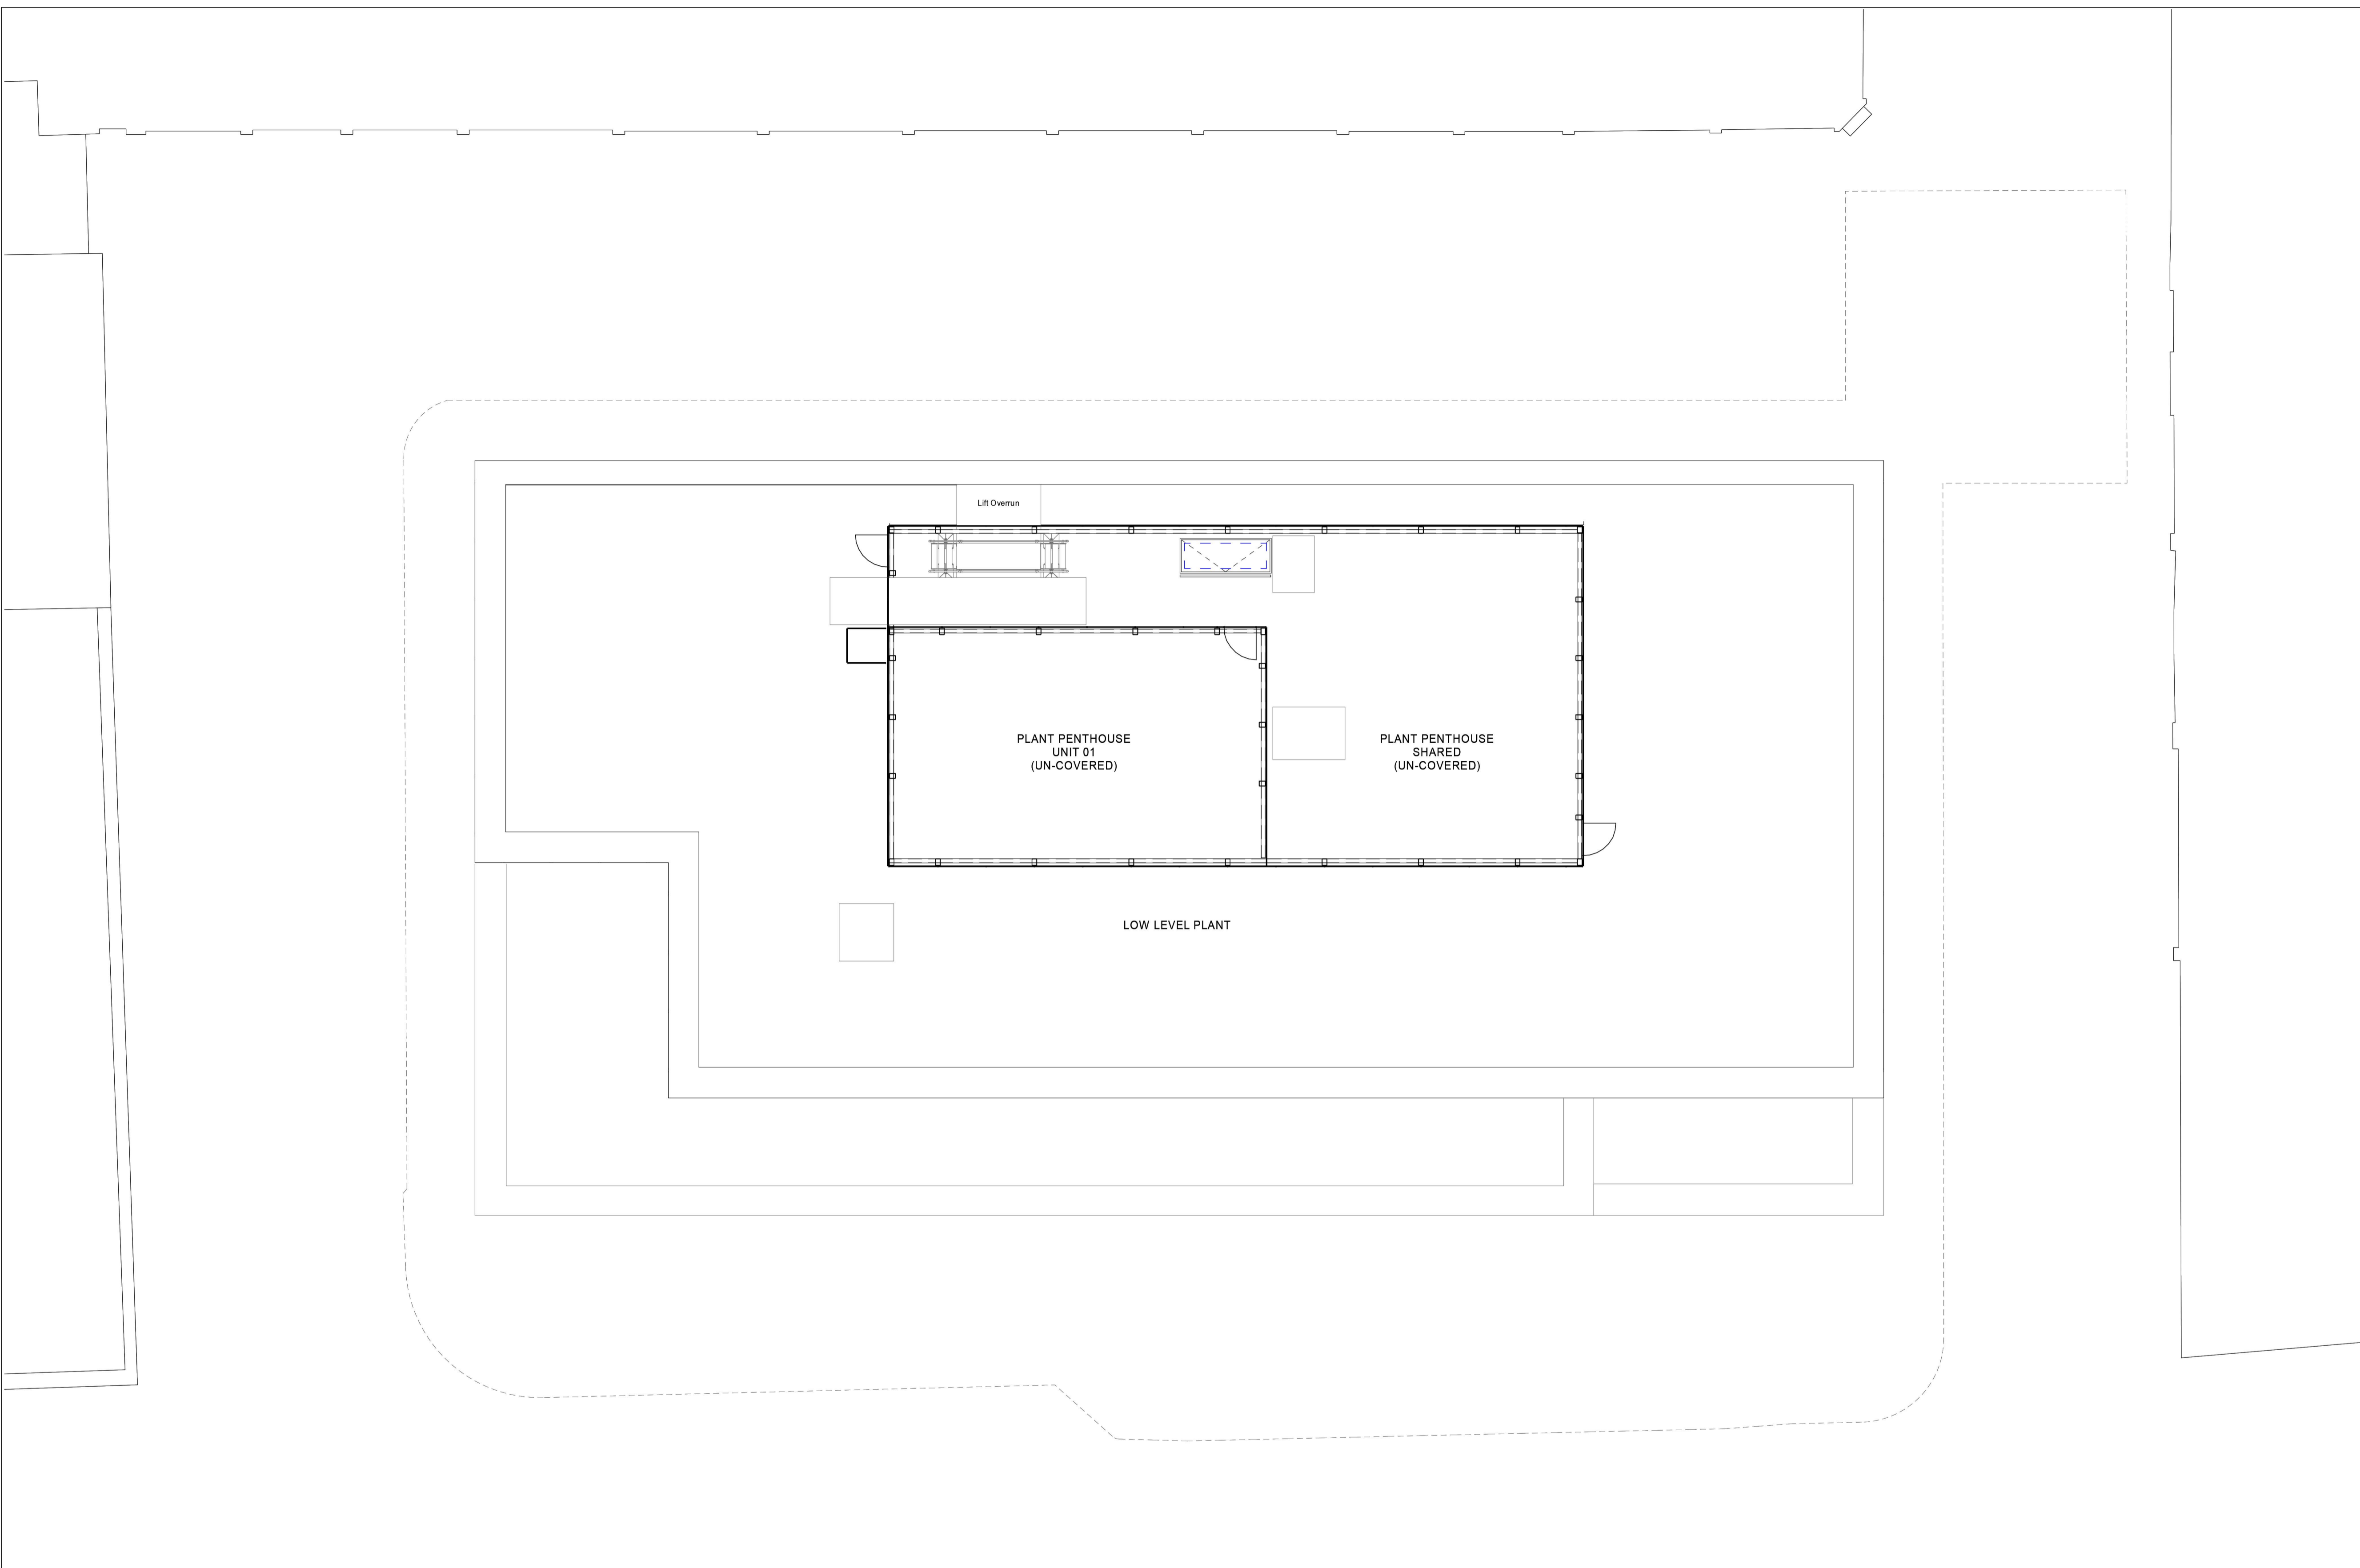 Lift Overrun
PLANT PENTHOUSE
UNIT 01
(UN-COVERED)
PLANT PENTHOUSE
SHARED
(UN-COVERED)
LOW LEVEL PLANT